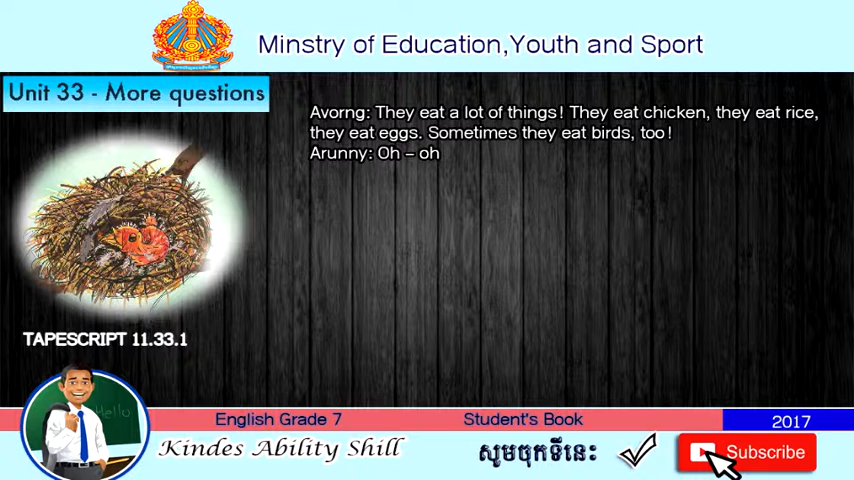 Minstry of Education,Youth and Sport
Unit 33 - More questions
Avorng: They eat a lot of things! They eat chicken, they eat rice,
they eat eggs. Sometimes they eat birds, too!
Arunny: Oh – oh
TAPESCRIPT 11.33.1
Hello
English Grade 7
Student's Book
2017
Kindes Ability Shill
សូមចុកទីនេះ
Subscribe